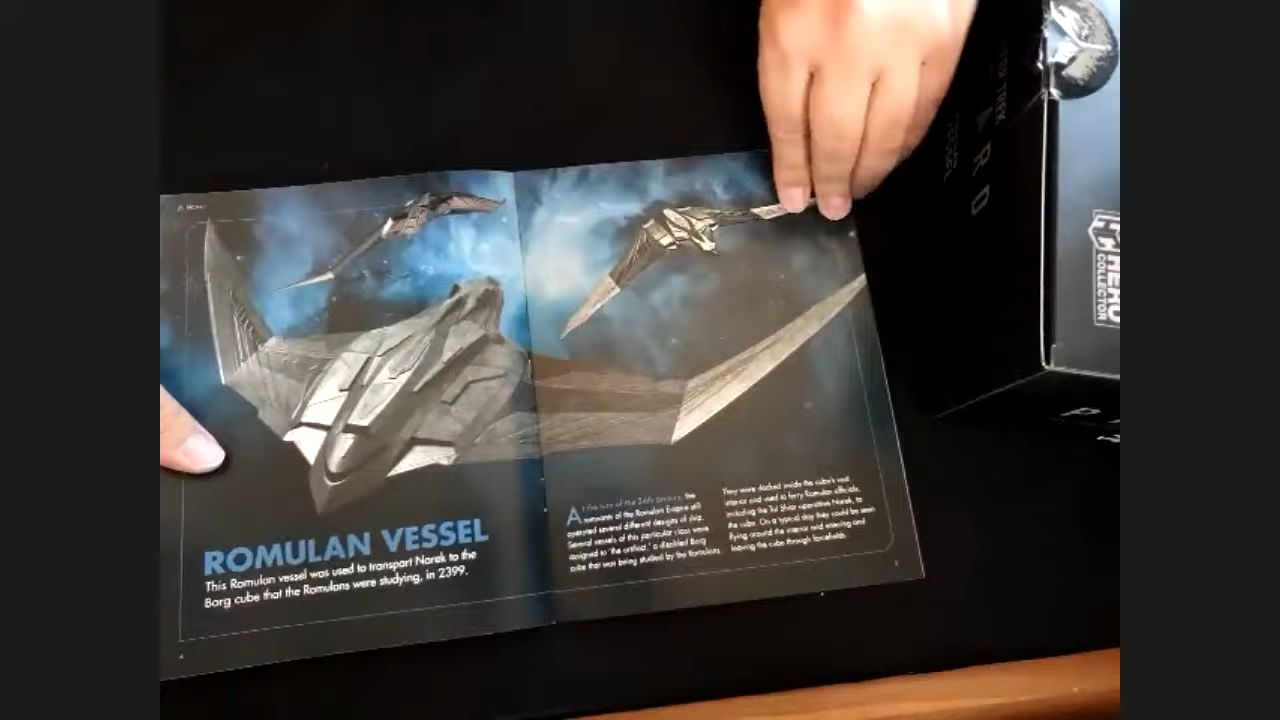 ROMULAN VESSEL
This Romulan vessel was used to transport Narek to the
Borg cube that the Romulans were studying, in 2399.
At the turn of the 24th century, the
remnants of the Romulan Empire still
operated several different designs of ship.
Several vessels of this particular class were
assigned to 'the artifact,' a disabled Borg
cube that was being studied by the Romulans.
They were docked inside the cube's vast
interior and used to ferry Romulan officials,
including the Tal Shiar operative Narek, to
the cube. On a typical day they could be seen
flying around the interior and entering and
leaving the cube through forcefields.
HERO
COLLECTOR